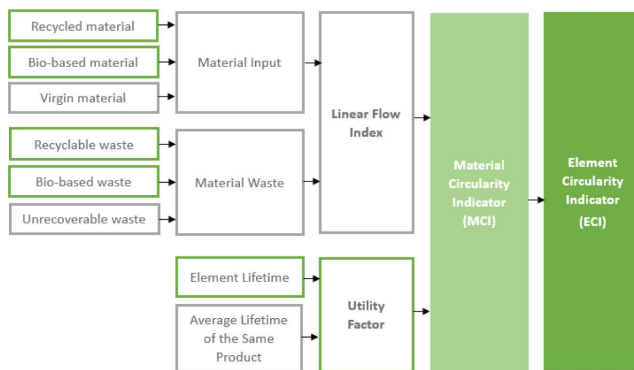 Recycled material
Bio-based material
Virgin material
Material Input
Recyclable waste
Bio-based waste
Unrecoverable waste
Material Waste
Linear Flow
Index
Element Lifetime
Average Lifetime
of the Same
Product
Utility
Factor
Material
Circularity
Indicator
(MCI)
Element
Circularity
Indicator
(ECI)